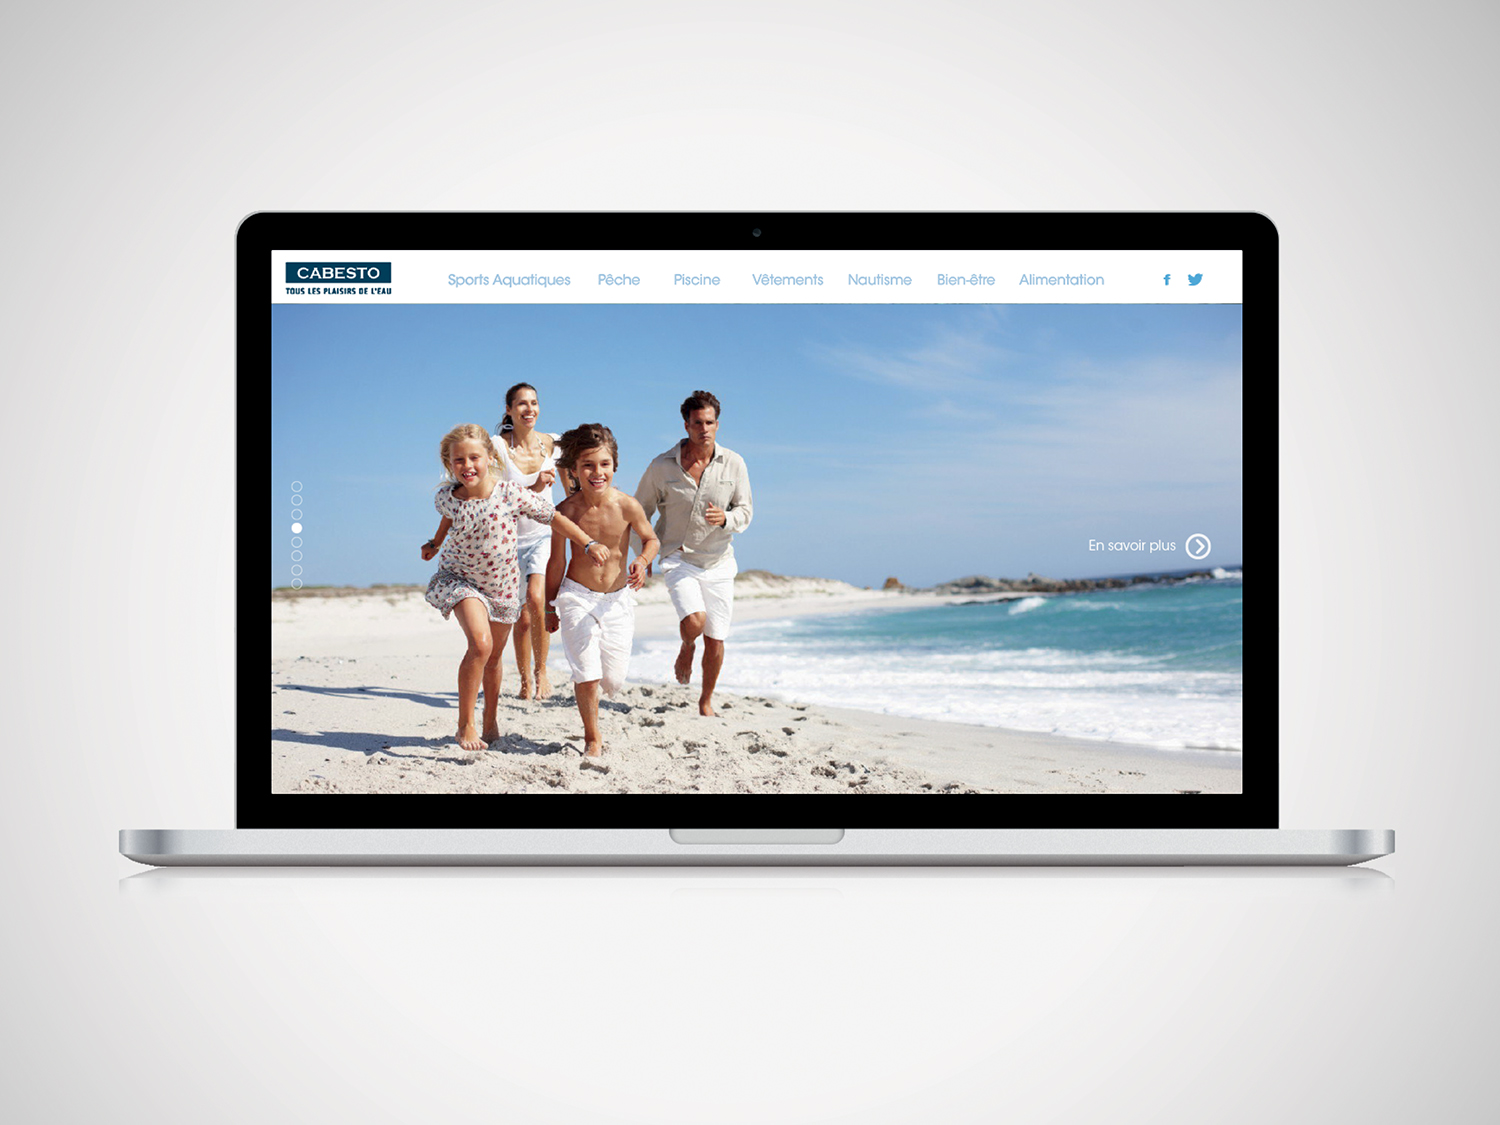 CABESTO
TOUS LES PLAISIRS DE L'EAU
Sports Aquatiques Pêche Piscine Vêtements Nautisme Bien-être Alimentation
En savoir plus